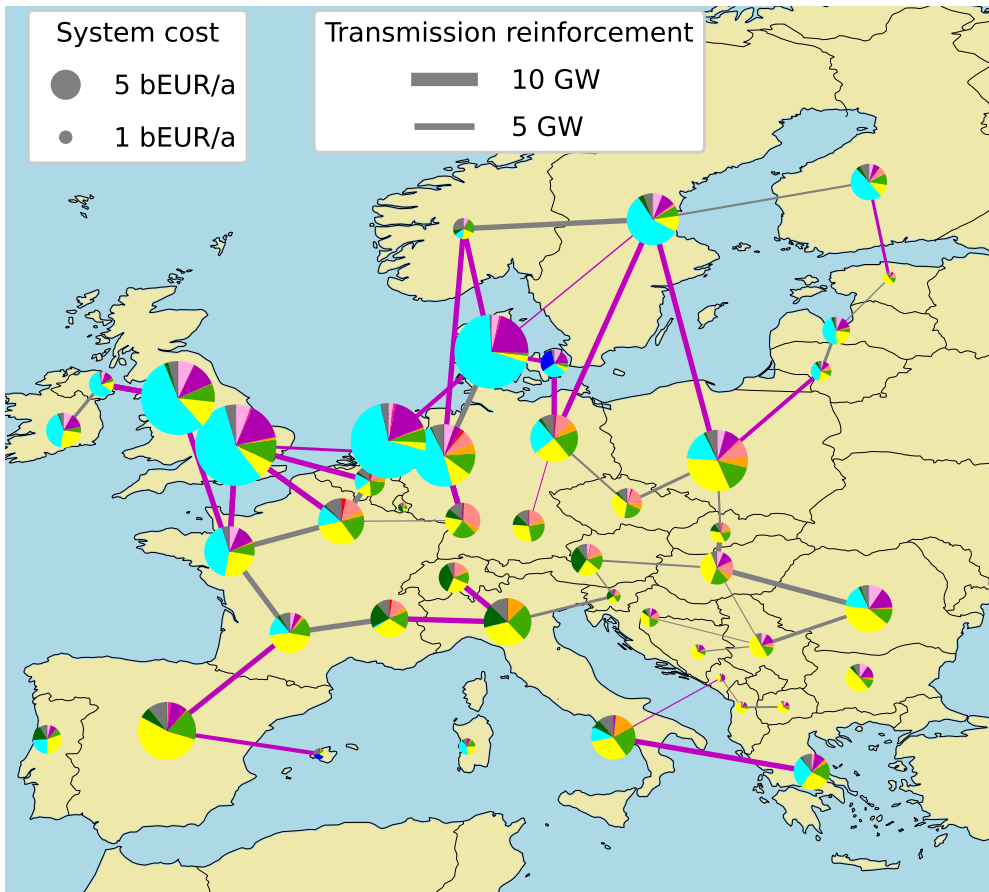 System cost
5 bEUR/a
1 bEUR/a
Transmission reinforcement
10 GW
5 GW